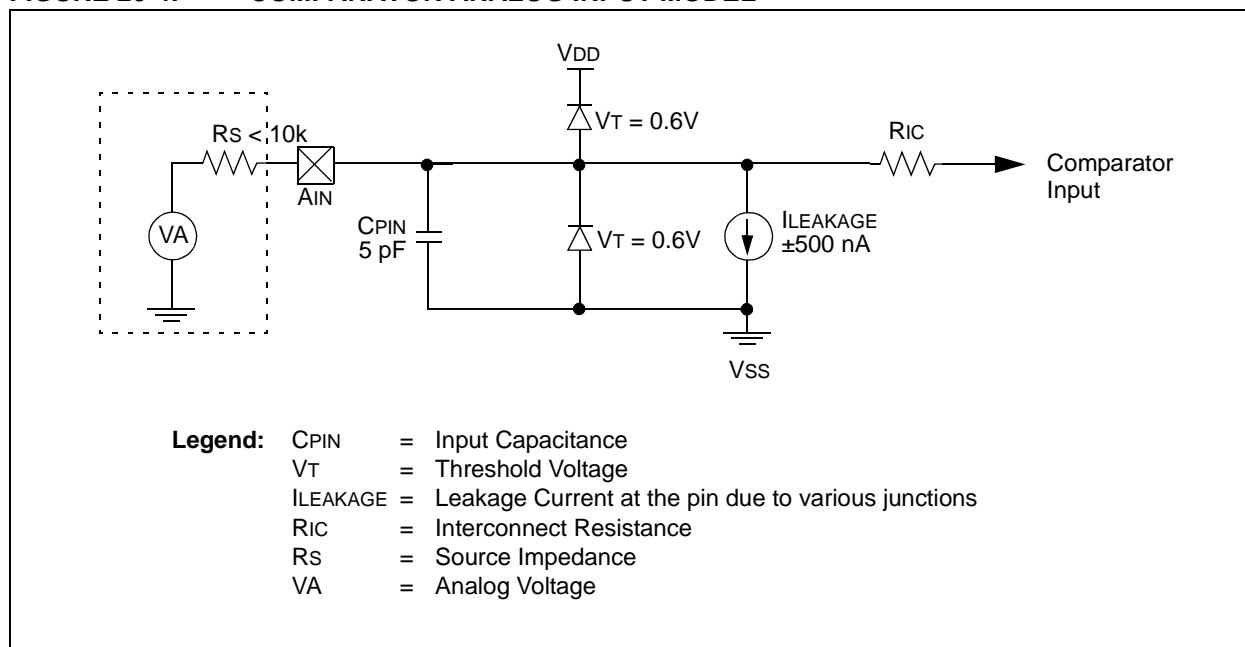 VDD
VT = 0.6V
RS < 10k
RIC
AIN
Comparator
Input
CPIN
5 pF
VA
VT = 0.6V
ILEAKAGE
±500 nA
VSS
Legend: CPIN = Input Capacitance
VT = Threshold Voltage
ILEAKAGE = Leakage Current at the pin due to various junctions
RIC = Interconnect Resistance
RS = Source Impedance
VA = Analog Voltage